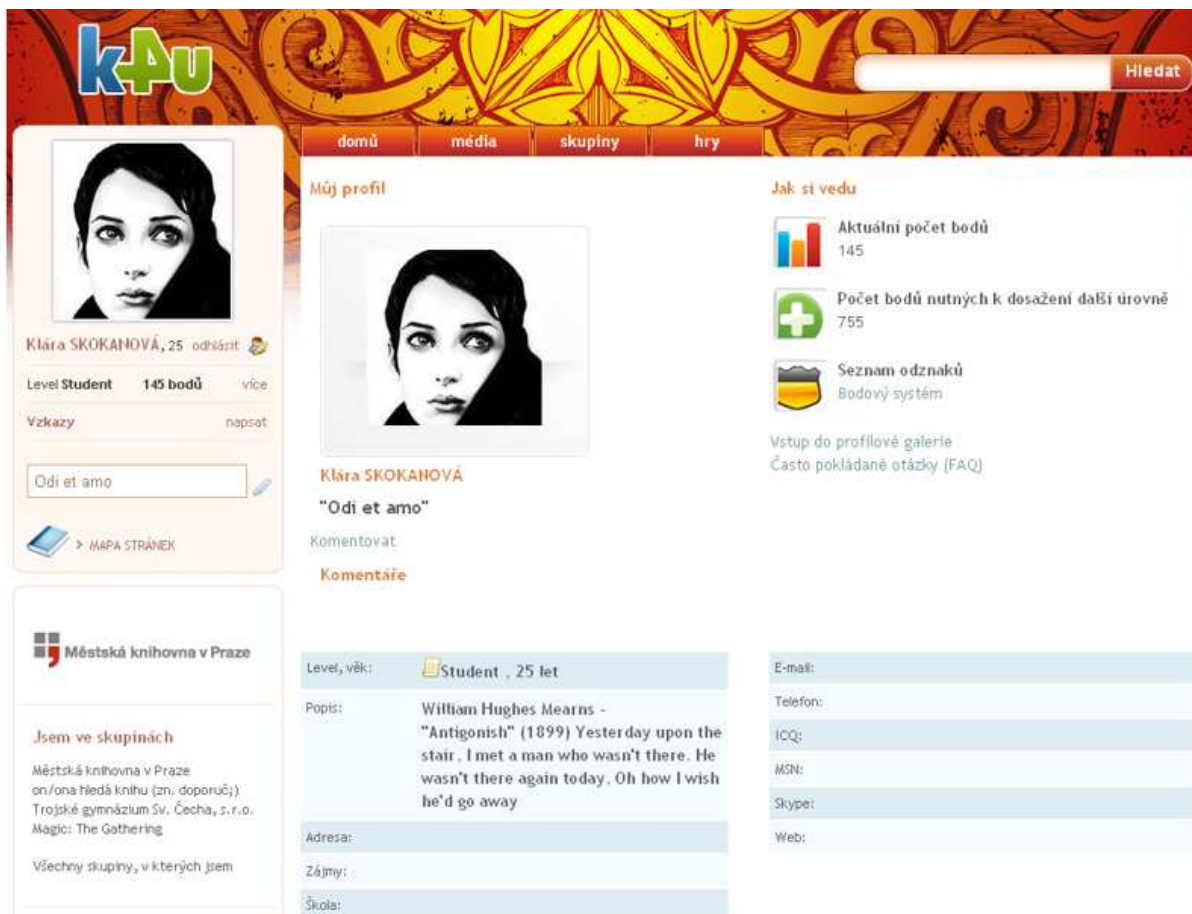 k4u
Hledat
domů média skupiny hry
Klára SKOKANOVÁ, 25 odhlásit
Level Student 145 bodů více
Vzkazy napsat
Odi et amo
> MAPA STRÁNEK
Městská knihovna v Praze
Jsem ve skupinách
Městská knihovna v Praze
on/ona hledá knihu (zn. doporuč;)
Trojské gymnázium Sv. Čecha, s.r.o.
Magic: The Gathering
Všechny skupiny, v kterých jsem
Můj profil
Klára SKOKANOVÁ
"Odi et amo"
Komentovat
Komentáře
Jak si vedu
Aktuální počet bodů
145
Počet bodů nutných k dosažení další úrovně
755
Seznam odznaků
Bodový systém
Vstup do profilové galerie
Často pokládané otázky (FAQ)
Level, věk: Student , 25 let
Popis: William Hughes Mearns -
"Antigonish" (1899) Yesterday upon the
stair, I met a man who wasn't there. He
wasn't there again today, Oh how I wish
he'd go away
Adresa:
Zájmy:
Škola:
E-mail:
Telefon:
ICQ:
MSN:
Skype:
Web: